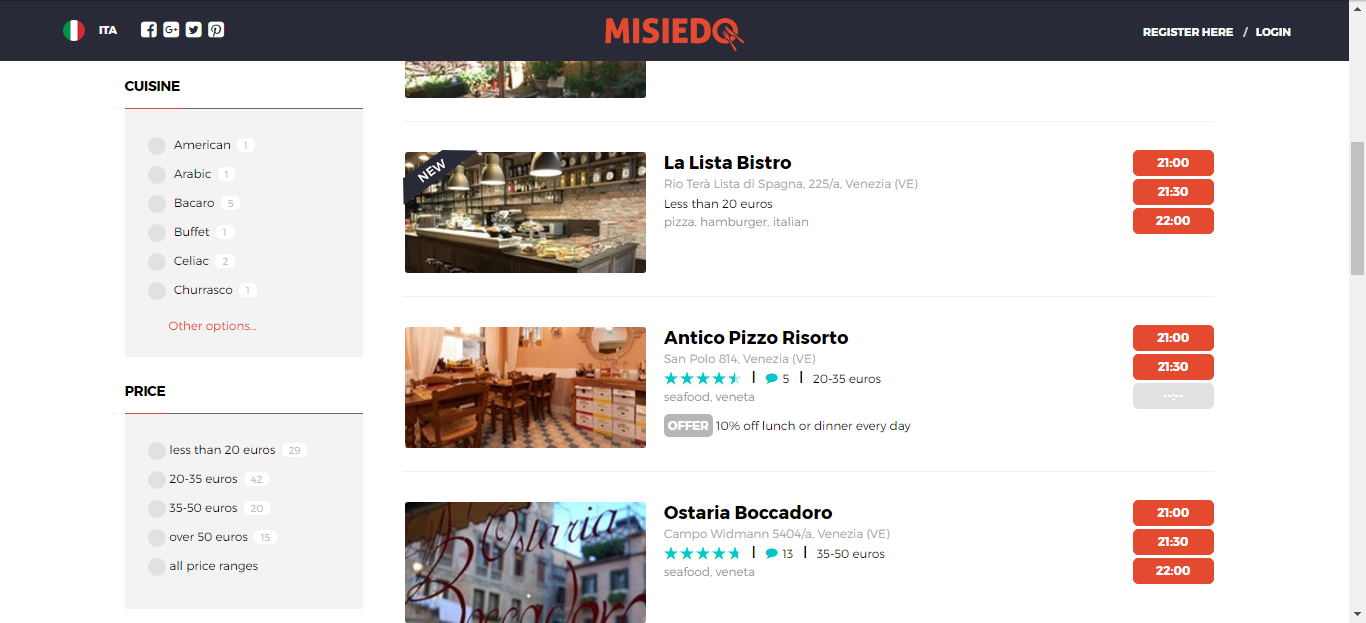 ITA
MISIEDO
REGISTER HERE / LOGIN
CUISINE
American 1
Arabic 1
Bacaro 5
Buffet 1
Celiac 2
Churrasco 1
Other options...
PRICE
less than 20 euros 29
20-35 euros 42
35-50 euros 20
over 50 euros 15
all price ranges
NEW
La Lista Bistro
Rio Terà Lista di Spagna, 225/a, Venezia (VE)
Less than 20 euros
pizza, hamburger, italian
21:00
21:30
22:00
Antico Pizzo Risorto
San Polo 814, Venezia (VE)
5 | 20-35 euros
seafood, veneta
OFFER 10% off lunch or dinner every day
21:00
21:30
--:--
Ostaria
Boccadoro
Ostaria Boccadoro
Campo Widmann 5404/a, Venezia (VE)
13 | 35-50 euros
seafood, veneta
21:00
21:30
22:00